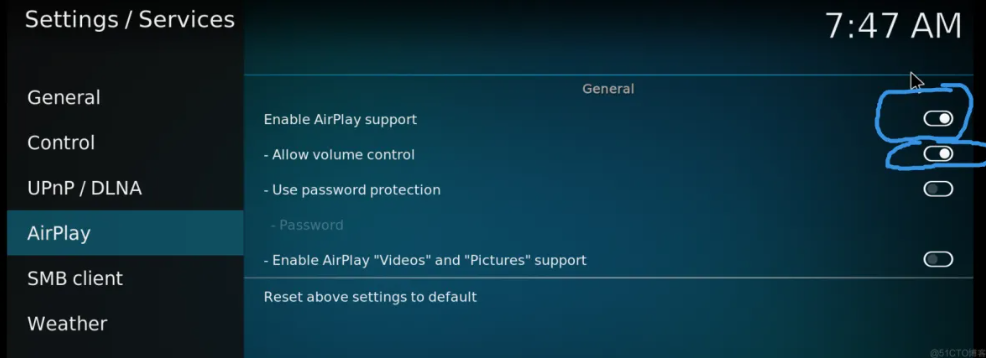 Settings / Services
7:47 AM
General
Control
UPnP / DLNA
AirPlay
SMB client
Weather
General
Enable AirPlay support
- Allow volume control
- Use password protection
- Password
- Enable AirPlay "Videos" and "Pictures" support
Reset above settings to default
@51CTO博客